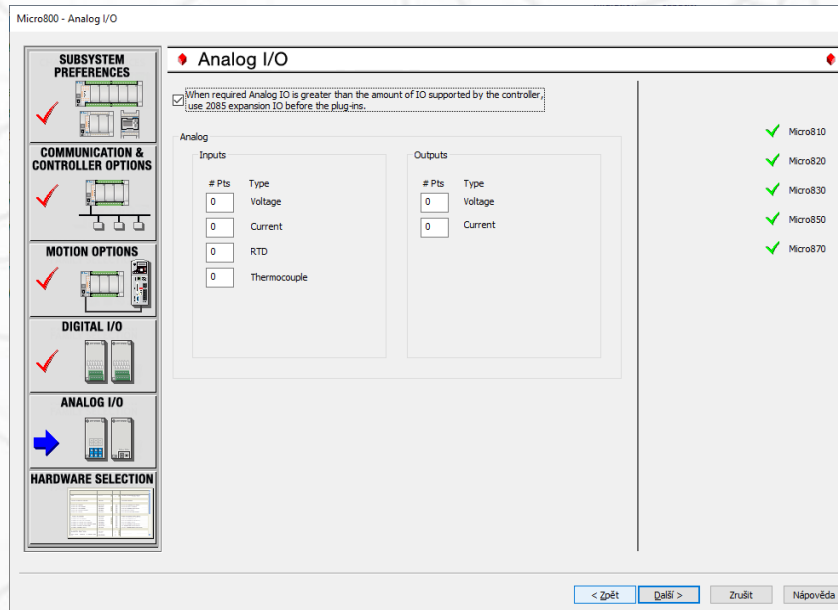 Micro800 - Analog I/O
SUBSYSTEM
PREFERENCES
COMMUNICATION &
CONTROLLER OPTIONS
MOTION OPTIONS
DIGITAL I/O
ANALOG I/O
HARDWARE SELECTION
Analog I/O
When required Analog IO is greater than the amount of IO supported by the controller,
use 2085 expansion IO before the plug-ins.
Analog
Inputs
# Pts Type
0 Voltage
0 Current
0 RTD
0 Thermocouple
Outputs
# Pts Type
0 Voltage
0 Current
Micro810
Micro820
Micro830
Micro850
Micro870
< Zpět
Další >
Zrušit
Nápověda